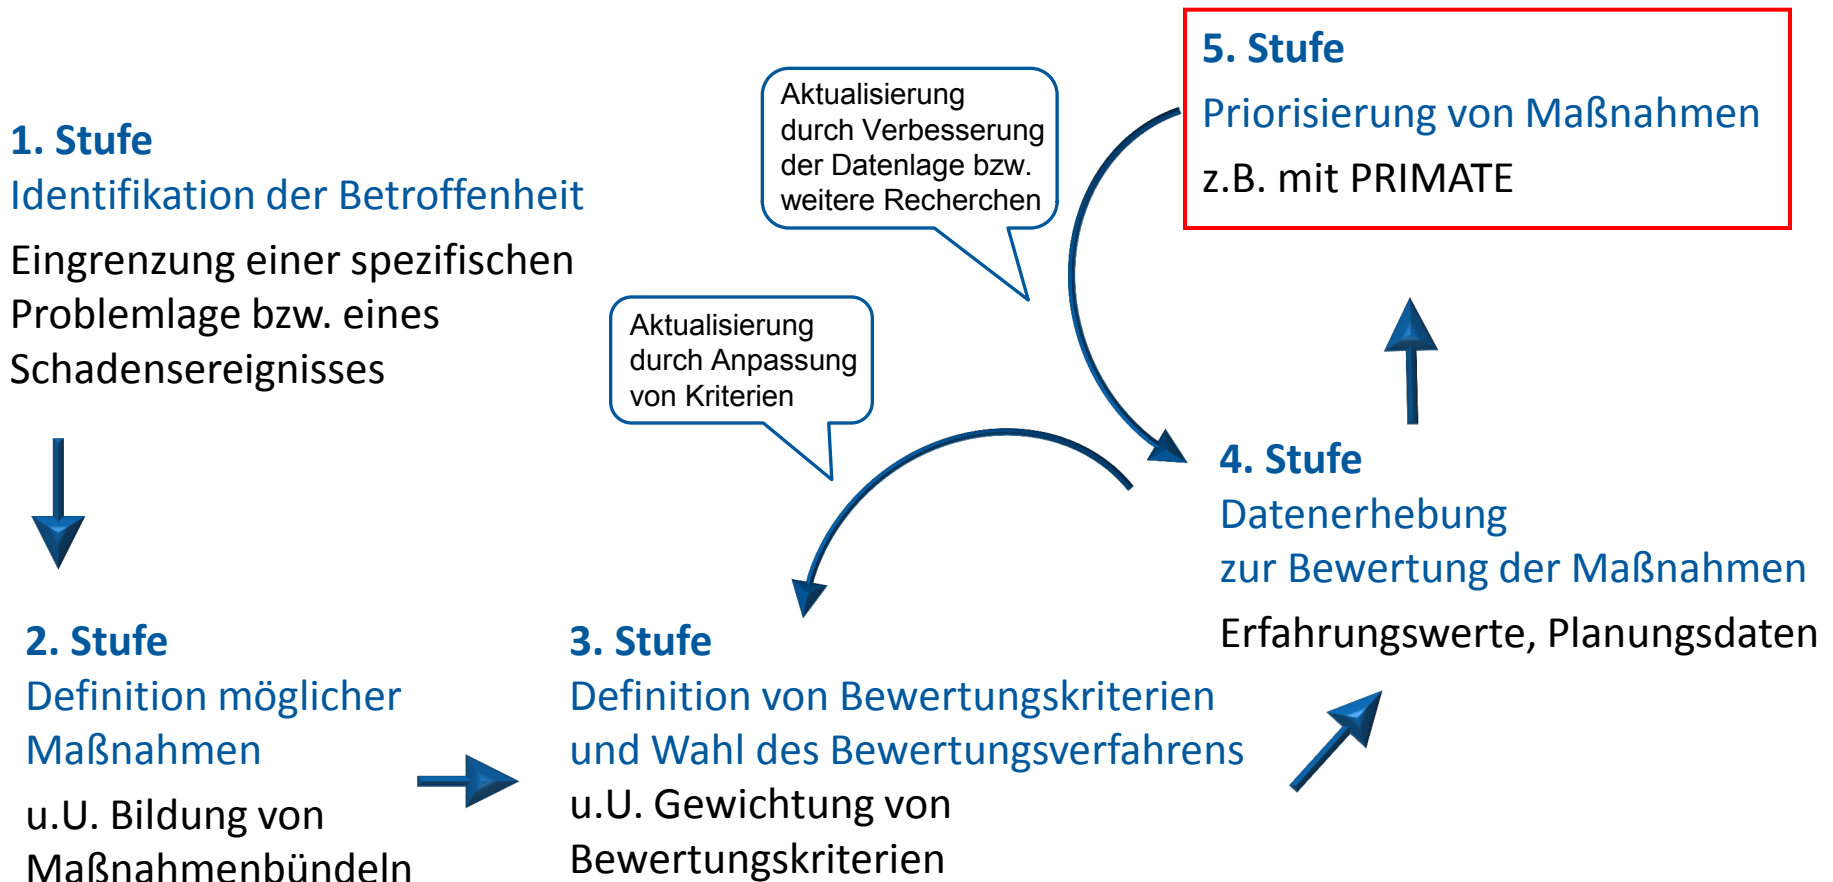 1. Stufe
Identifikation der Betroffenheit
Eingrenzung einer spezifischen
Problemlage bzw. eines
Schadensereignisses
2. Stufe
Definition möglicher
Maßnahmen
u.U. Bildung von
Maßnahmenbündeln
3. Stufe
Definition von Bewertungskriterien
und Wahl des Bewertungsverfahrens
u.U. Gewichtung von
Bewertungskriterien
Aktualisierung
durch Anpassung
von Kriterien
4. Stufe
Datenerhebung
zur Bewertung der Maßnahmen
Erfahrungswerte, Planungsdaten
Aktualisierung
durch Verbesserung
der Datenlage bzw.
weitere Recherchen
5. Stufe
Priorisierung von Maßnahmen
z.B. mit PRIMATE